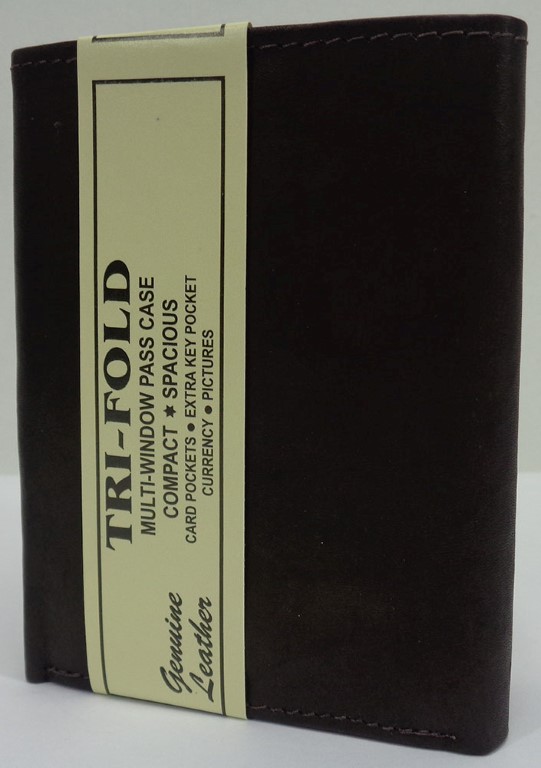 TRI-FOLD
MULTI-WINDOW PASS CASE
COMPACT ★ SPACIOUS
CARD POCKETS ● EXTRA KEY POCKET
CURRENCY ● PICTURES
Genuine
Leather